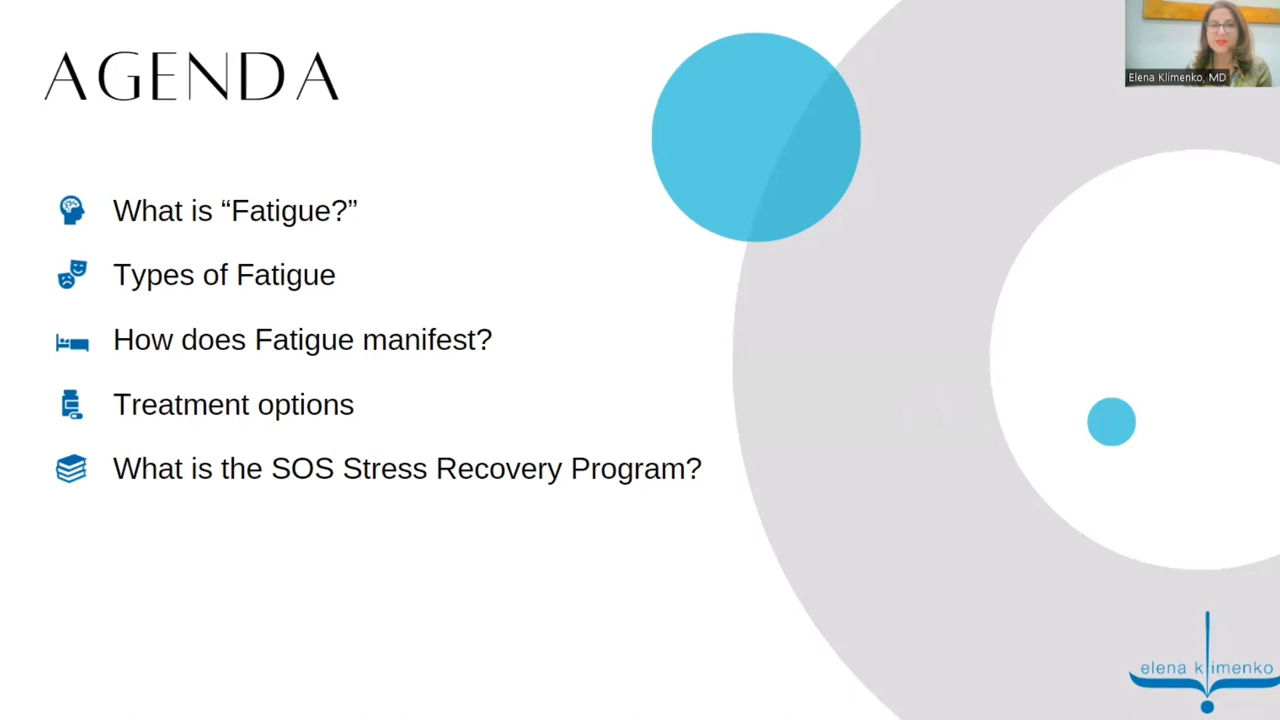 AGENDA
Elena Klimenko, MD
What is “Fatigue?”
Types of Fatigue
How does Fatigue manifest?
Treatment options
What is the SOS Stress Recovery Program?
elena klimenko